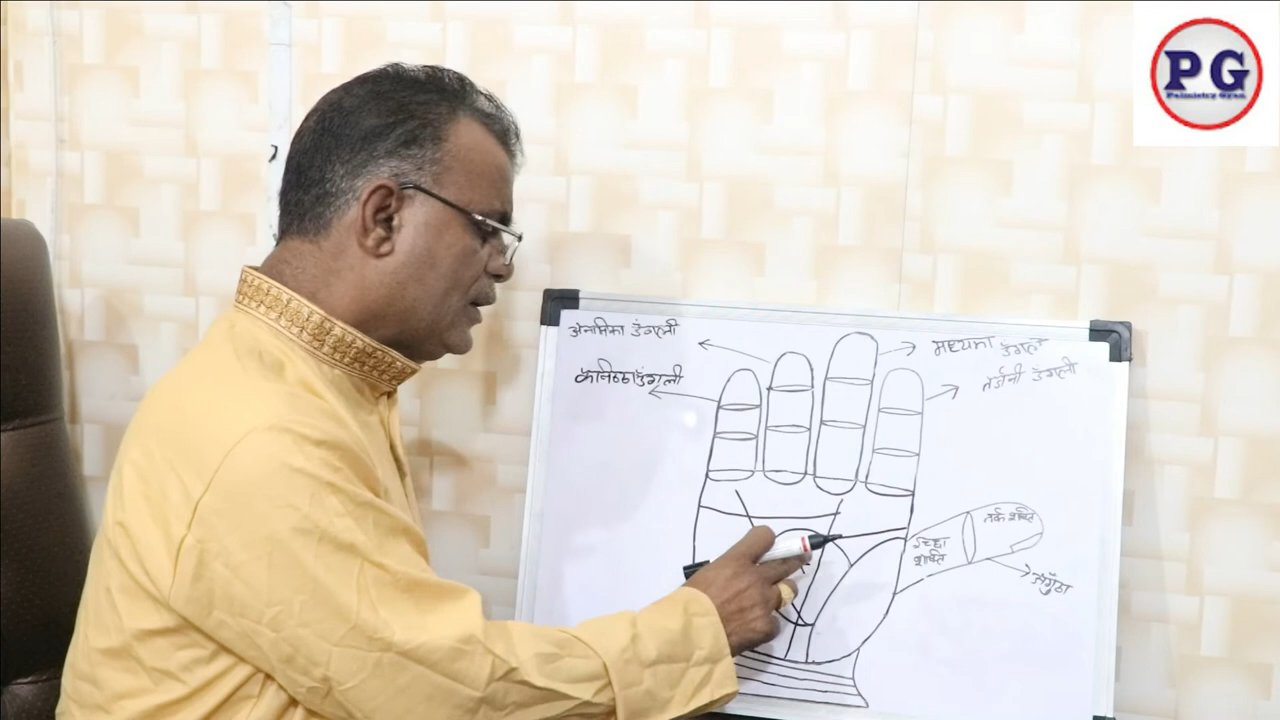 PG
Palmistry Gyan
अनामिका उंगली
मध्यमा उंगली
कनिष्ठा उंगली
तर्जनी उंगली
तर्क शक्ति
इच्छा
शक्ति
अंगुठा